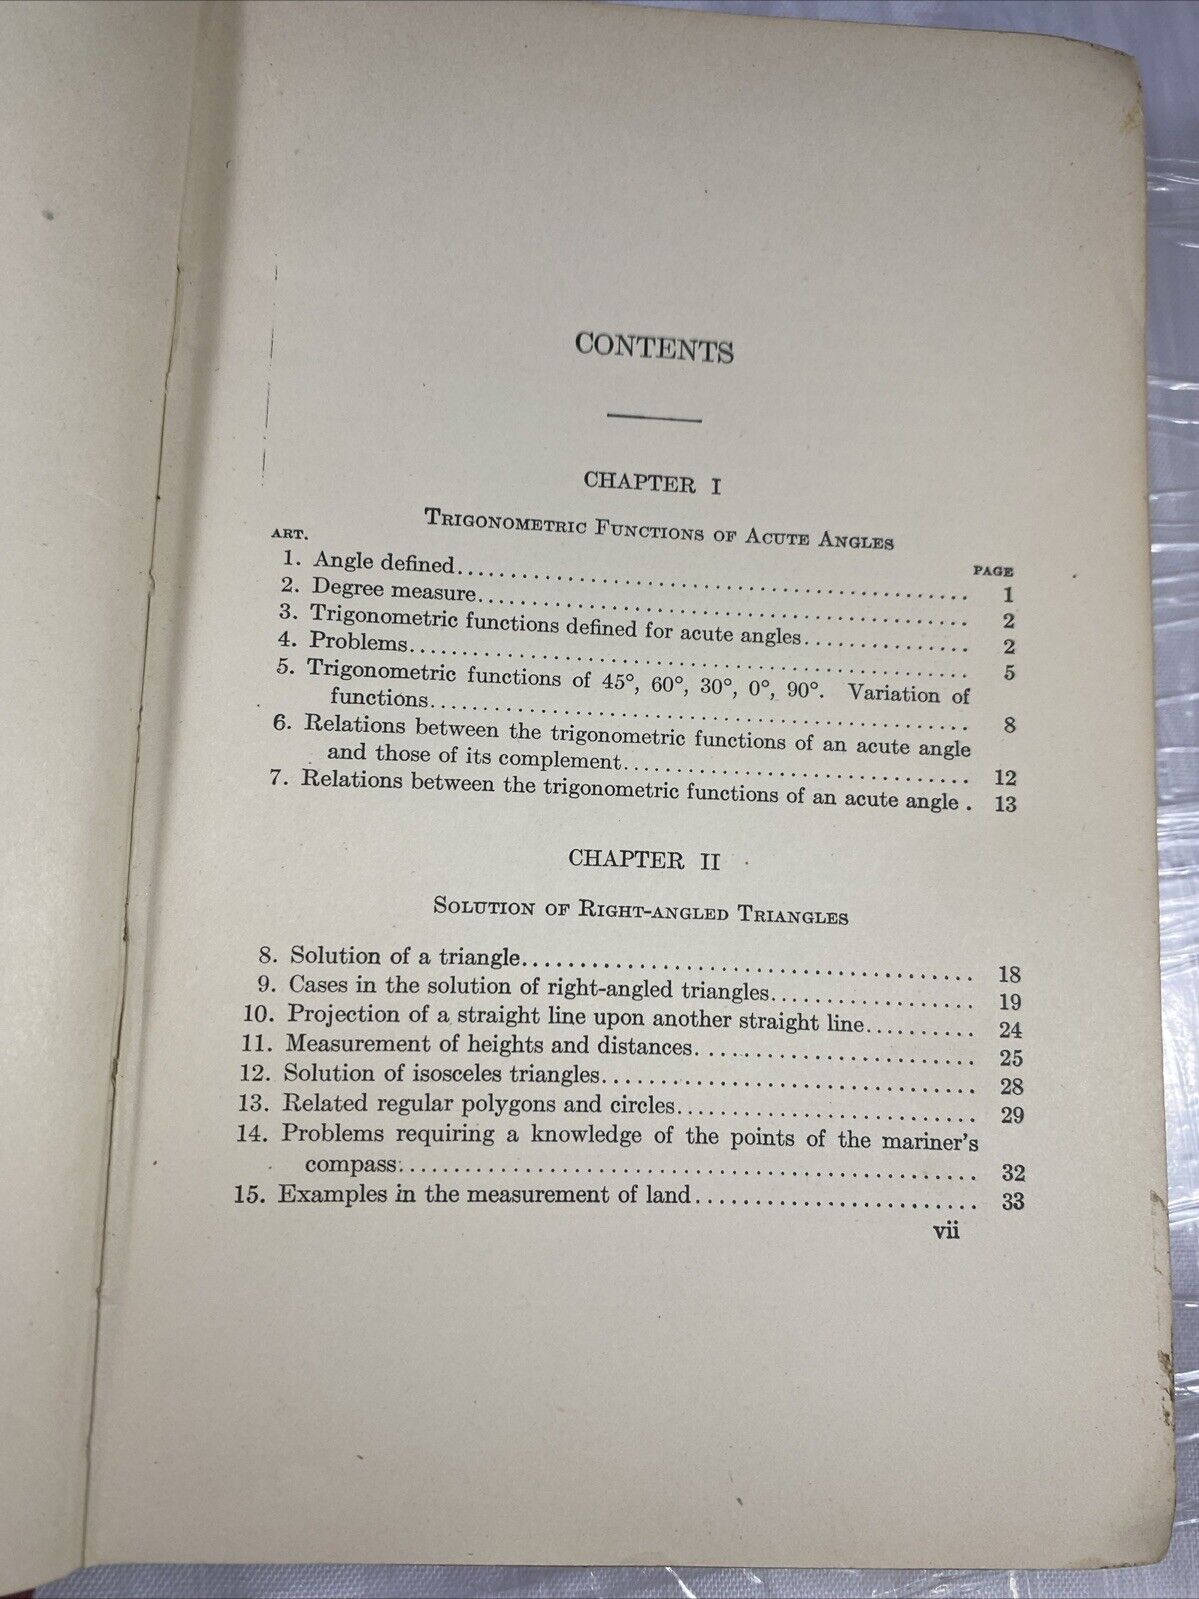 CONTENTS
CHAPTER I
Trigonometric Functions of Acute Angles
ART.
PAGE
1. Angle defined................................................ 1
2. Degree measure.............................................. 2
3. Trigonometric functions defined for acute angles............... 2
4. Problems.................................................... 5
5. Trigonometric functions of 45°, 60°, 30°, 0°, 90°. Variation of
functions.................................................. 8
6. Relations between the trigonometric functions of an acute angle
and those of its complement................................ 12
7. Relations between the trigonometric functions of an acute angle . 13
CHAPTER II
Solution of Right-angled Triangles
8. Solution of a triangle....................................... 18
9. Cases in the solution of right-angled triangles.................. 19
10. Projection of a straight line upon another straight line.......... 24
11. Measurement of heights and distances........................ 25
12. Solution of isosceles triangles................................ 28
13. Related regular polygons and circles.......................... 29
14. Problems requiring a knowledge of the points of the mariner's
compass.................................................. 32
15. Examples in the measurement of land........................ 33
vii